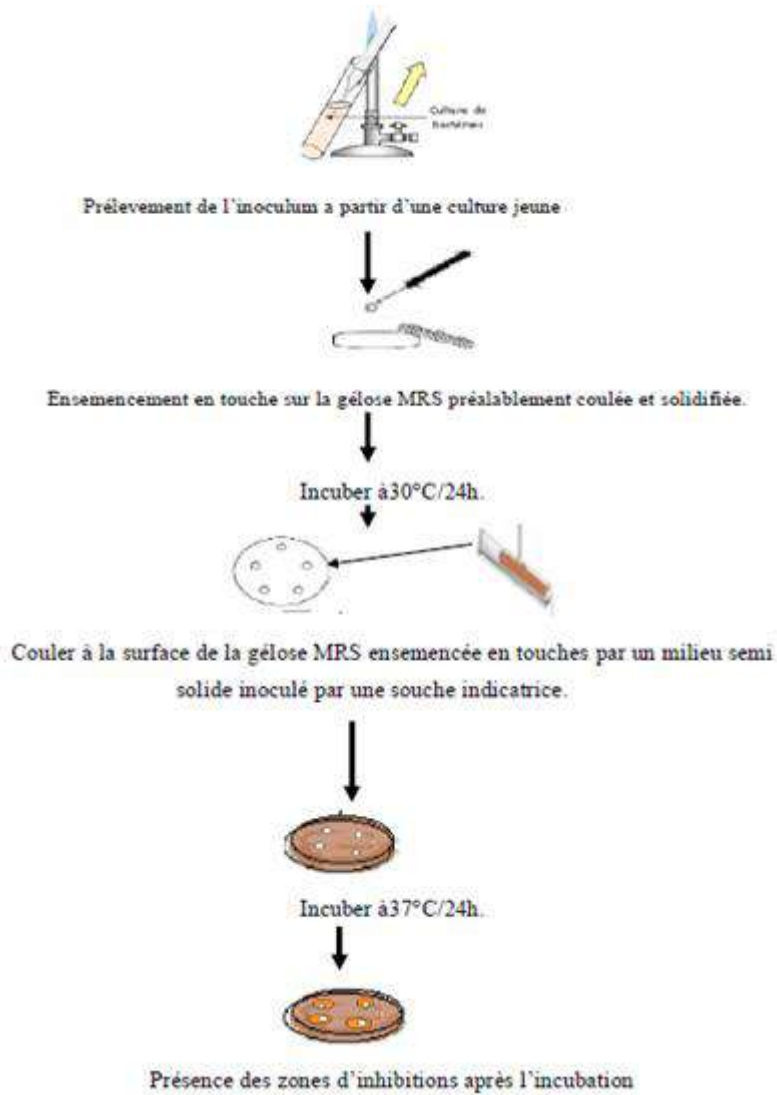 Culture de
bactéries
Prélevement de l'inoculum a partir d'une culture jeune
Ensemencement en touche sur la gélose MRS préalablement coulée et solidifiée.
Incuber à30°C/24h.
Couler à la surface de la gélose MRS ensemencée en touches par un milieu semi
solide inoculé par une souche indicatrice.
Incuber à37°C/24h.
Présence des zones d'inhibitions après l'incubation